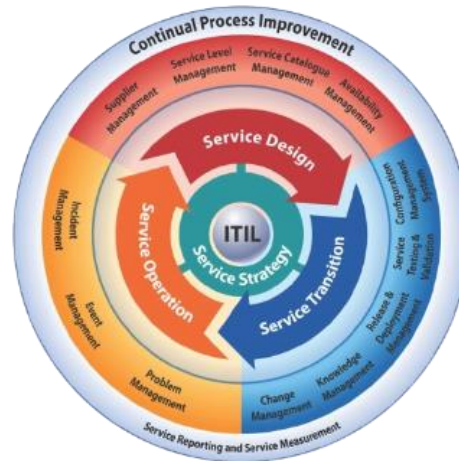 Continual Process Improvement
Supplier
Management
Service Level
Management
Service Catalogue
Management
Availability
Management
Configuration
Management
System
Service
Testing &
Validation
Release &
Deployment
Management
Knowledge
Management
Change
Management
Problem
Management
Event
Management
Incident
Management
Service Design
Service Transition
Service Operation
Service Strategy
ITIL
Service Reporting and Service Measurement